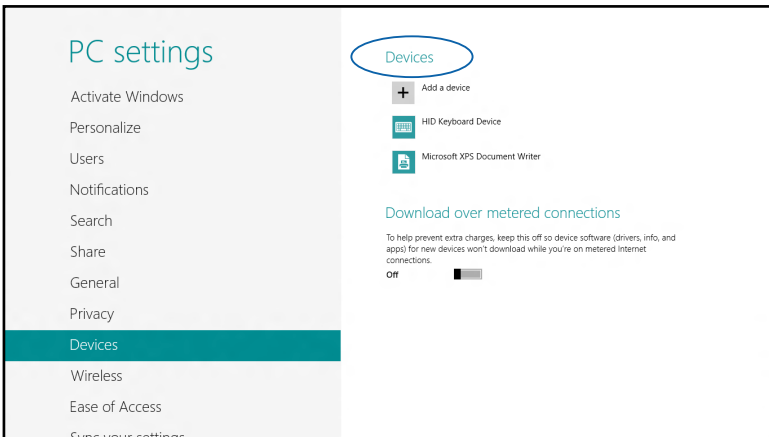 PC settings
Activate Windows
Personalize
Users
Notifications
Search
Share
General
Privacy
Devices
Wireless
Ease of Access
Sync your settings
Devices
Add a device
HID Keyboard Device
Microsoft XPS Document Writer
Download over metered connections
To help prevent extra charges, keep this off so device software (drivers, info, and
apps) for new devices won't download while you're on metered Internet
connections.
Off